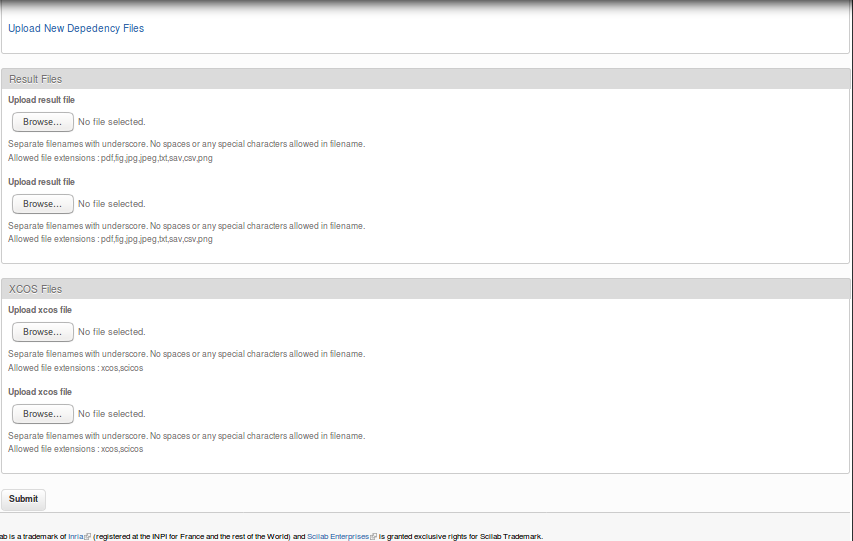 Upload New Depedency Files
Result Files
Upload result file
Browse... No file selected.
Separate filenames with underscore. No spaces or any special characters allowed in filename.
Allowed file extensions : pdf,fig,jpg,jpeg,txt,sav,csv,png
Upload result file
Browse... No file selected.
Separate filenames with underscore. No spaces or any special characters allowed in filename.
Allowed file extensions : pdf,fig,jpg,jpeg,txt,sav,csv,png
XCOS Files
Upload xcos file
Browse... No file selected.
Separate filenames with underscore. No spaces or any special characters allowed in filename.
Allowed file extensions : xcos,scicos
Upload xcos file
Browse... No file selected.
Separate filenames with underscore. No spaces or any special characters allowed in filename.
Allowed file extensions : xcos,scicos
Submit
ab is a trademark of Inria (registered at the INPI for France and the rest of the World) and Scilab Enterprises is granted exclusive rights for Scilab Trademark.